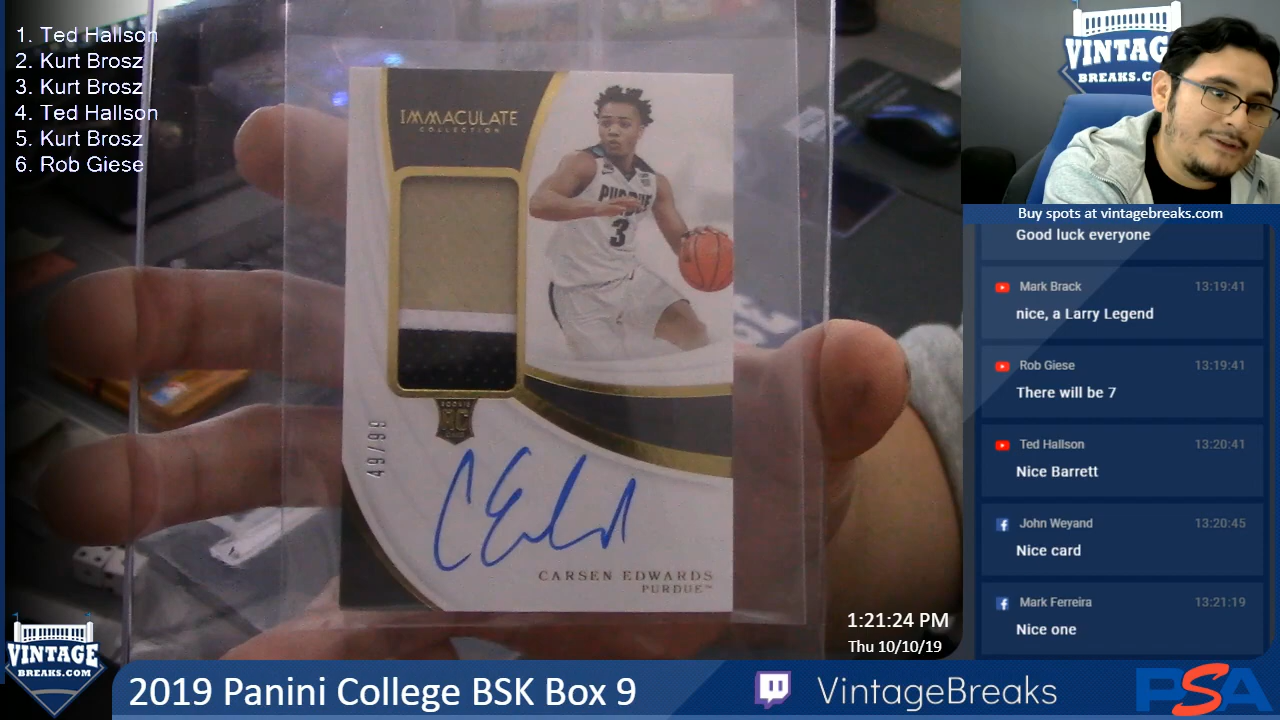 1. Ted Hallson
2. Kurt Brosz
3. Kurt Brosz
4. Ted Hallson
5. Kurt Brosz
6. Rob Giese
IMMACULATE
COLLECTION
PURDUE
3
ROOKIE
RC
49/99
CARSEN EDWARDS
PURDUE™
VINTAGE
BREAKS.C
Buy spots at vintagebreaks.com
Good luck everyone
Mark Brack 13:19:41
nice, a Larry Legend
Rob Giese 13:19:41
There will be 7
Ted Hallson 13:20:41
Nice Barrett
John Weyand 13:20:45
Nice card
Mark Ferreira 13:21:19
Nice one
1:21:24 PM
Thu 10/10/19
VINTAGE
BREAKS.COM
2019 Panini College BSK Box 9
VintageBreaks
PSA